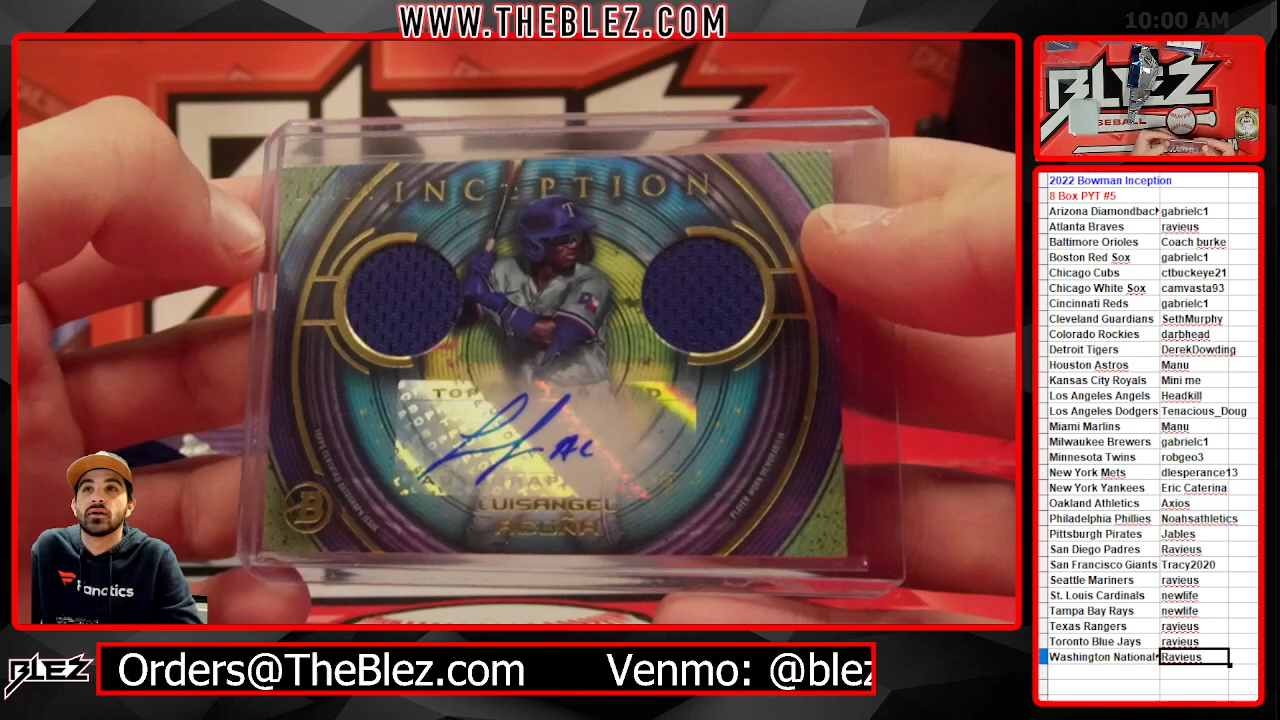 WWW.THEBLEZ.COM
10:00 AM
INCEPTION
T
TOP
LUISANGEL
ACUÑA
B
Fanatics
BLEZ
BASEBALL
2022 Bowman Inception
8 Box PYT #5
Arizona Diamondback gabrielc1
Atlanta Braves ravieus
Baltimore Orioles Coach burke
Boston Red Sox gabrielc1
Chicago Cubs ctbuckeye21
Chicago White Sox camvasta93
Cincinnati Reds gabrielc1
Cleveland Guardians SethMurphy
Colorado Rockies darbhead
Detroit Tigers DerekDowding
Houston Astros Manu
Kansas City Royals Mini me
Los Angeles Angels Headkill
Los Angeles Dodgers Tenacious_Doug
Miami Marlins Manu
Milwaukee Brewers gabrielc1
Minnesota Twins robgeo3
New York Mets dlesperance13
New York Yankees Eric Caterina
Oakland Athletics Axios
Philadelphia Phillies Noahsathletics
Pittsburgh Pirates Jables
San Diego Padres Ravieus
San Francisco Giants Tracy2020
Seattle Mariners ravieus
St. Louis Cardinals newlife
Tampa Bay Rays newlife
Texas Rangers ravieus
Toronto Blue Jays ravieus
Washington National Ravieus
BLEZ
Orders@TheBlez.com Venmo: @blez